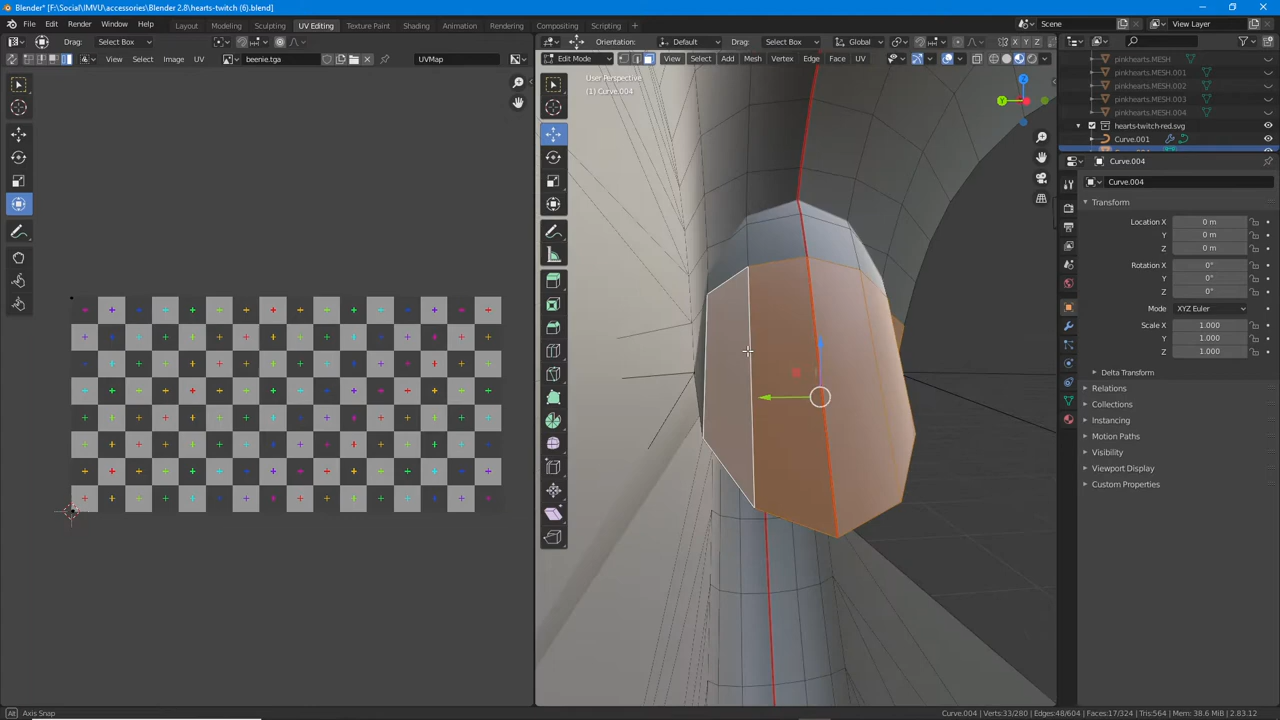 Blender* [F:\Social\IMVU\accessories\Blender 2.8\hearts-twitch (6).blend]
File Edit Render Window Help Layout Modeling Sculpting UV Editing Texture Paint Shading Animation Rendering Compositing Scripting Scene View Layer
Drag: Select Box Orientation: Default Drag: Select Box Global X Y Z
View Select Image UV beenie.tga UVMap Edit Mode View Select Add Mesh Vertex Edge Face UV
User Perspective
(1) Curve.004
pinkhearts.MESH
pinkhearts.MESH.001
pinkhearts.MESH.002
pinkhearts.MESH.003
pinkhearts.MESH.004
hearts-twitch-red.svg
Curve.001
Curve.004
Curve.004
Transform
Location X 0 m
Y 0 m
Z 0 m
Rotation X 0°
Y 0°
Z 0°
Mode XYZ Euler
Scale X 1.000
Y 1.000
Z 1.000
Delta Transform
Relations
Collections
Instancing
Motion Paths
Visibility
Viewport Display
Custom Properties
Z
Y
Axis Snap Curve.004 | Verts:33/280 | Edges:48/604 | Faces:17/324 | Tris:564 | Mem: 38.6 MiB | 2.83.12